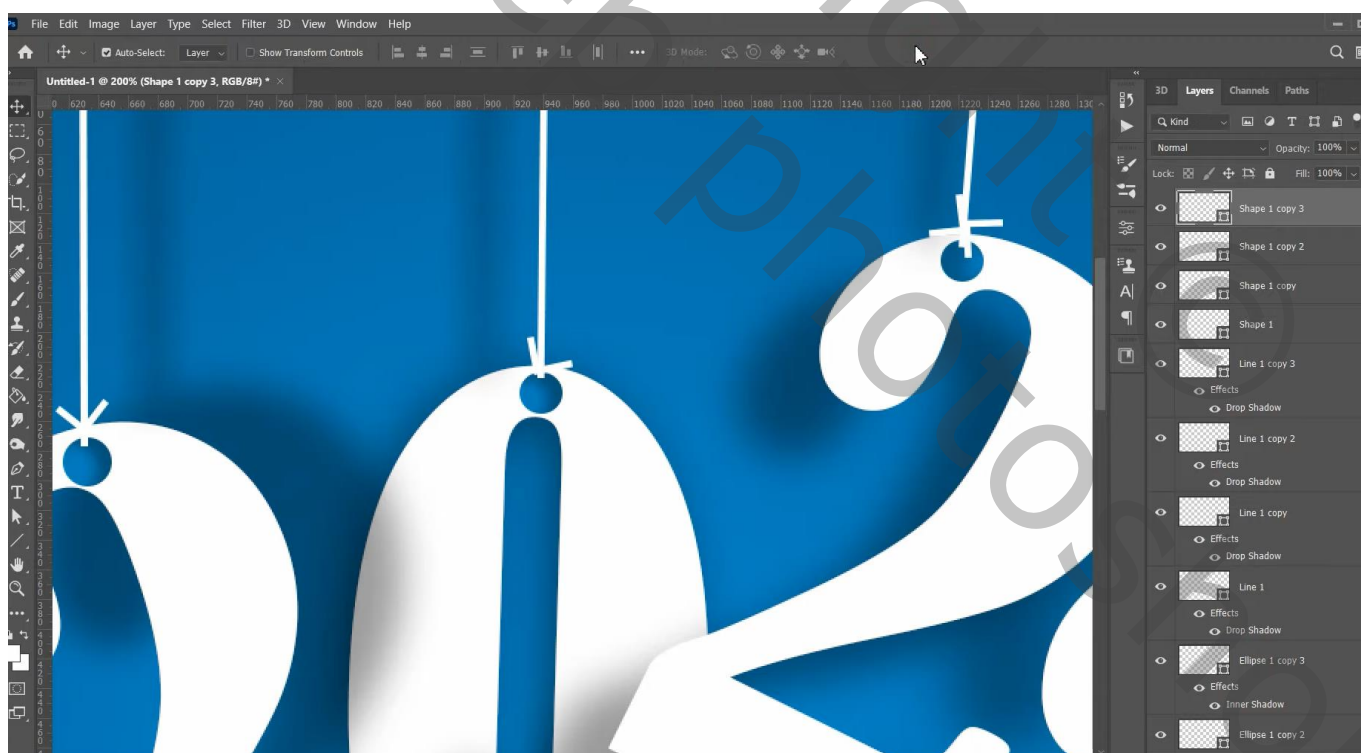 Ps File Edit Image Layer Type Select Filter 3D View Window Help
Auto-Select: Layer Show Transform Controls 3D Mode:
Untitled-1 @ 200% (Shape 1 copy 3, RGB/8#) * ×
0 620 640 660 680 700 720 740 760 780 800 820 840 860 880 900 920 940 960 980 1000 1020 1040 1060 1080 1100 1120 1140 1160 1180 1200 1220 1240 1260 1280
3D Layers Channels Paths
Kind
Normal Opacity: 100%
Lock: Fill: 100%
Shape 1 copy 3
Shape 1 copy 2
Shape 1 copy
Shape 1
Line 1 copy 3
Effects
Drop Shadow
Line 1 copy 2
Effects
Drop Shadow
Line 1 copy
Effects
Drop Shadow
Line 1
Effects
Drop Shadow
Ellipse 1 copy 3
Effects
Inner Shadow
Ellipse 1 copy 2
photosho